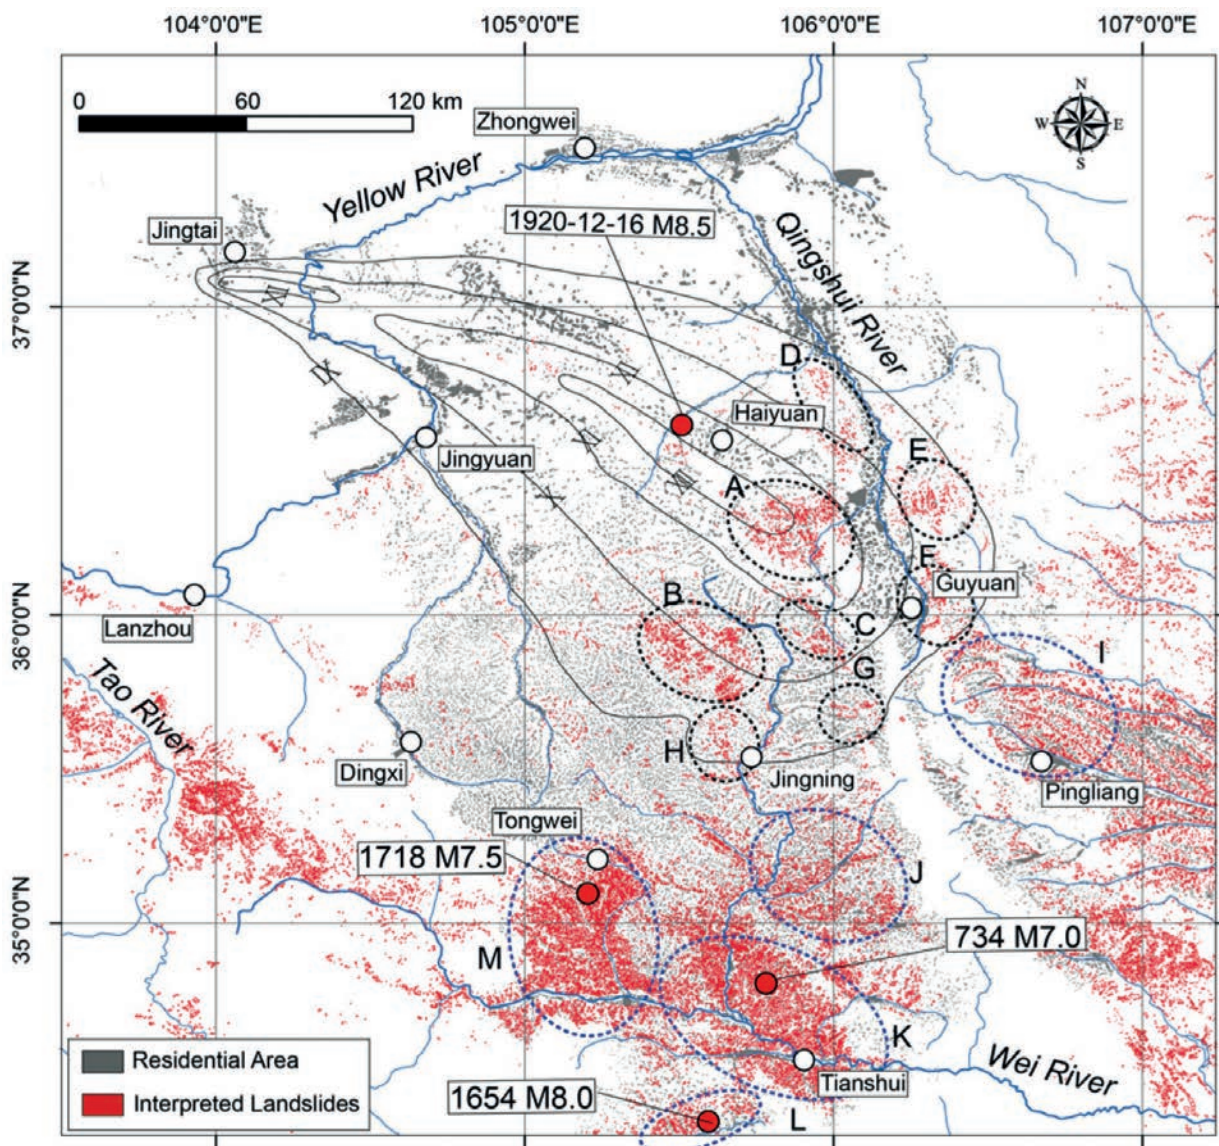 104°0'0"E
105°0'0"E
106°0'0"E
107°0'0"E
0 60 120 km
N
W E
S
Zhongwei
Yellow River
1920-12-16 M8.5
Jingtai
Qingshui River
37°0'0"N
IX
XI
D
Haiyuan
Jingyuan
A
E
XII
X
F
Guyuan
B
C
Lanzhou
36°0'0"N
G
I
Tao River
H
Dingxi
Jingning
Pingliang
Tongwei
1718 M7.5
J
35°0'0"N
734 M7.0
M
K
Wei River
Tianshui
Residential Area
Interpreted Landslides
1654 M8.0
L